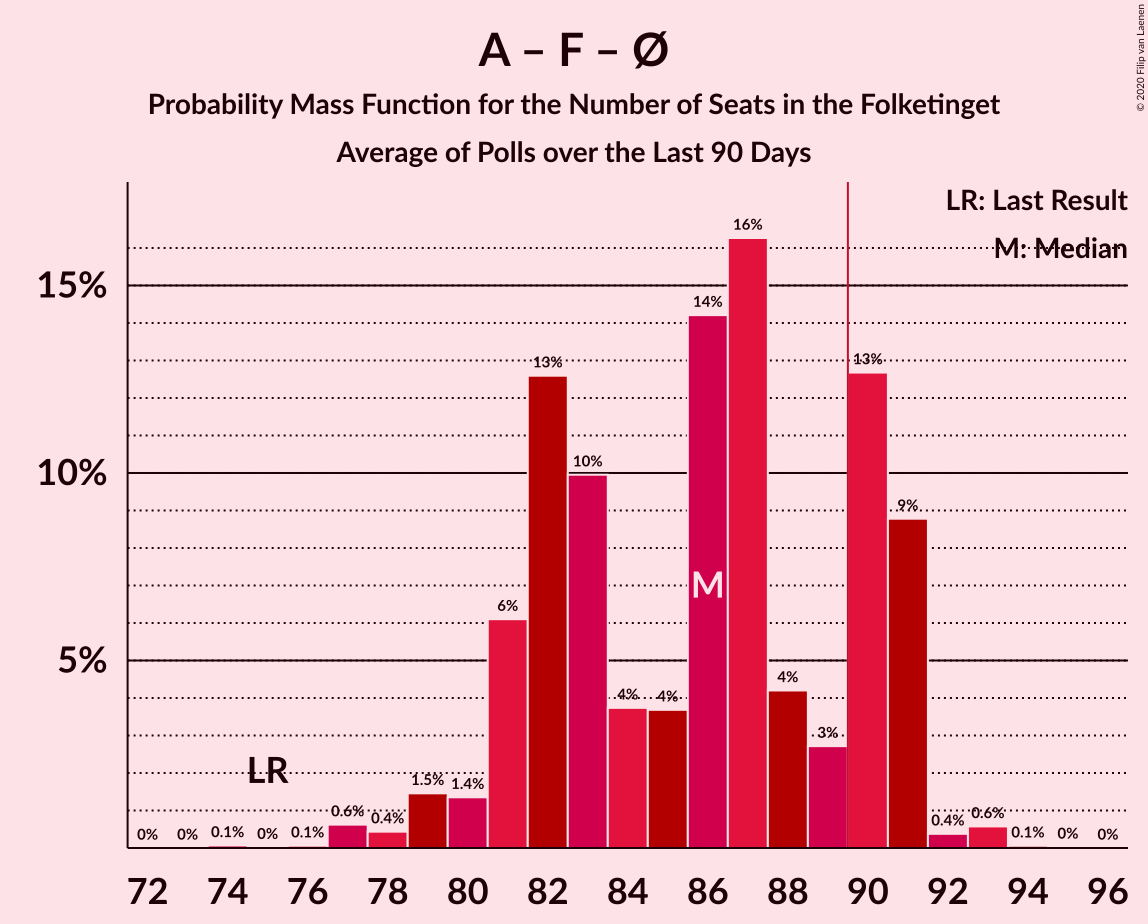 A – F – Ø
Probability Mass Function for the Number of Seats in the Folketinget
Average of Polls over the Last 90 Days
© 2020 Filip van Laenen
LR: Last Result
M: Median
15%
10%
5%
0% 0% 0.1% 0% 0.1% 0.6% 0.4% 1.5% 1.4% 6% 13% 10% 4% 4% 14% 16% 4% 3% 13% 9% 0.4% 0.6% 0.1% 0% 0%
LR
M
72 74 76 78 80 82 84 86 88 90 92 94 96